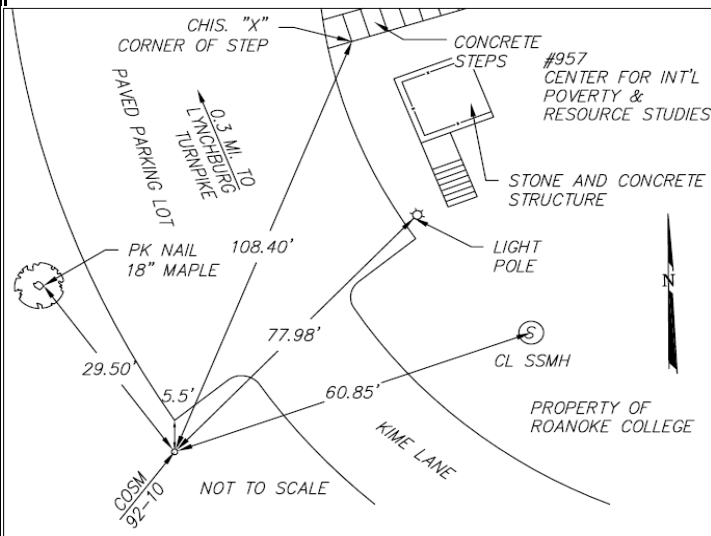 CHIS. "X"
CORNER OF STEP
CONCRETE
STEPS
#957
CENTER FOR INT'L
POVERTY &
RESOURCE STUDIES
PAVED PARKING LOT
0.3 MI. TO
LYNCHBURG
TURNPIKE
STONE AND CONCRETE
STRUCTURE
PK NAIL
18" MAPLE
108.40'
LIGHT
POLE
N
77.98'
S
CL SSMH
29.50'
5.5'
60.85'
PROPERTY OF
ROANOKE COLLEGE
KIME LANE
COSM
92-10
NOT TO SCALE